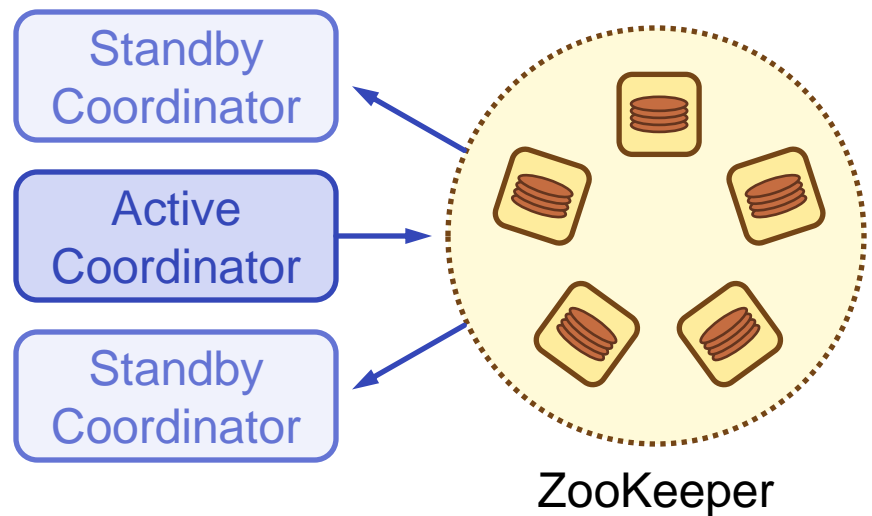 Standby
Coordinator
Active
Coordinator
Standby
Coordinator
ZooKeeper